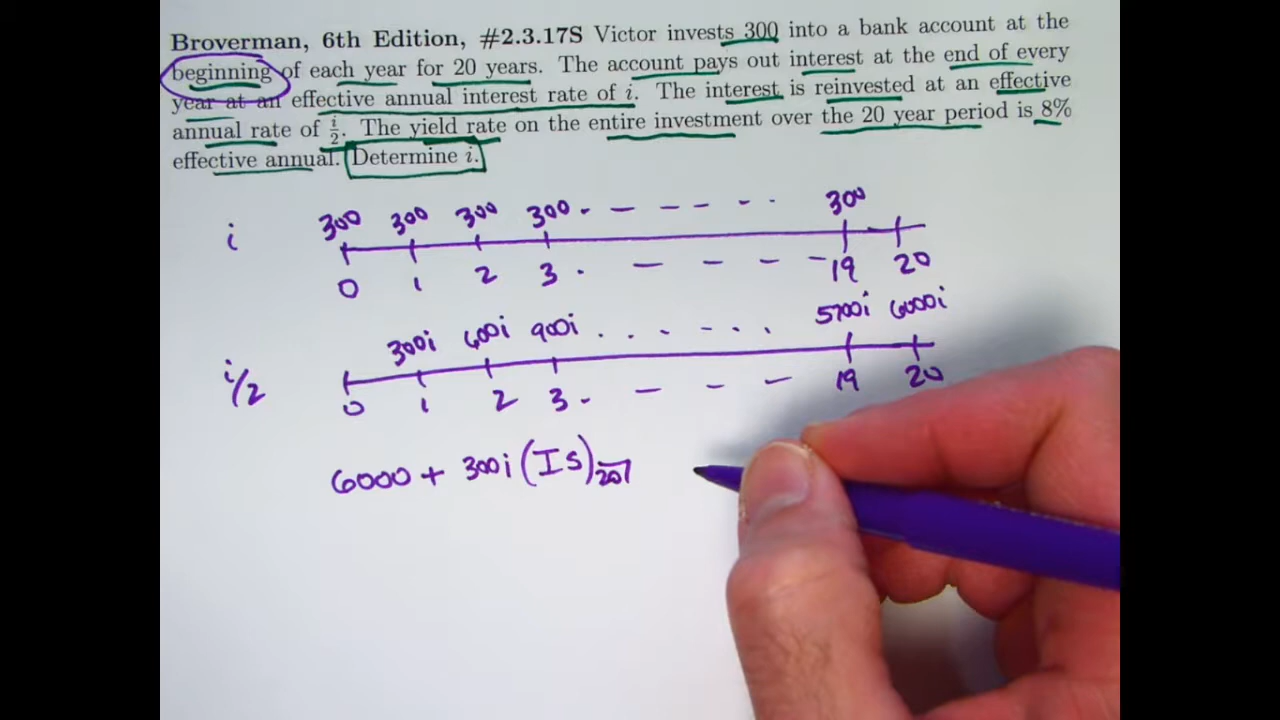 Broverman, 6th Edition, #2.3.17S Victor invests 300 into a bank account at the
beginning of each year for 20 years. The account pays out interest at the end of every
year at an effective annual interest rate of i. The interest is reinvested at an effective
annual rate of i/2. The yield rate on the entire investment over the 20 year period is 8%
effective annual. Determine i.
300 300 300 300 · — — — · · 300
i
0 1 2 3 · — — — — 19 20
300i 600i 900i · · · · · · 5700i 6000i
i/2
0 1 2 3 · — — — 19 20
6000 + 300i (Is)20